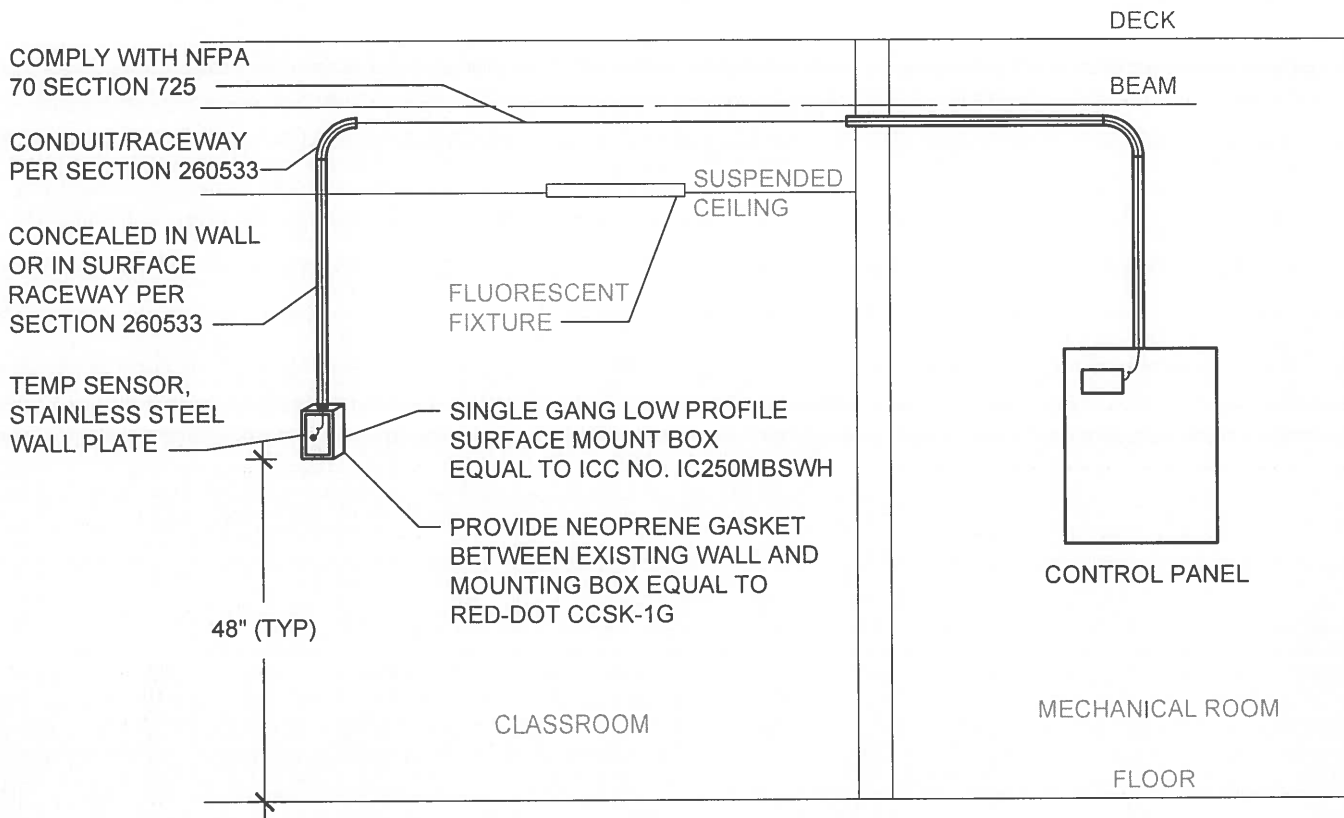 DECK
COMPLY WITH NFPA
70 SECTION 725
BEAM
CONDUIT/RACEWAY
PER SECTION 260533
SUSPENDED
CEILING
CONCEALED IN WALL
OR IN SURFACE
RACEWAY PER
SECTION 260533
FLUORESCENT
FIXTURE
TEMP SENSOR,
STAINLESS STEEL
WALL PLATE
SINGLE GANG LOW PROFILE
SURFACE MOUNT BOX
EQUAL TO ICC NO. IC250MBSWH
PROVIDE NEOPRENE GASKET
BETWEEN EXISTING WALL AND
MOUNTING BOX EQUAL TO
RED-DOT CCSK-1G
CONTROL PANEL
48" (TYP)
CLASSROOM
MECHANICAL ROOM
FLOOR